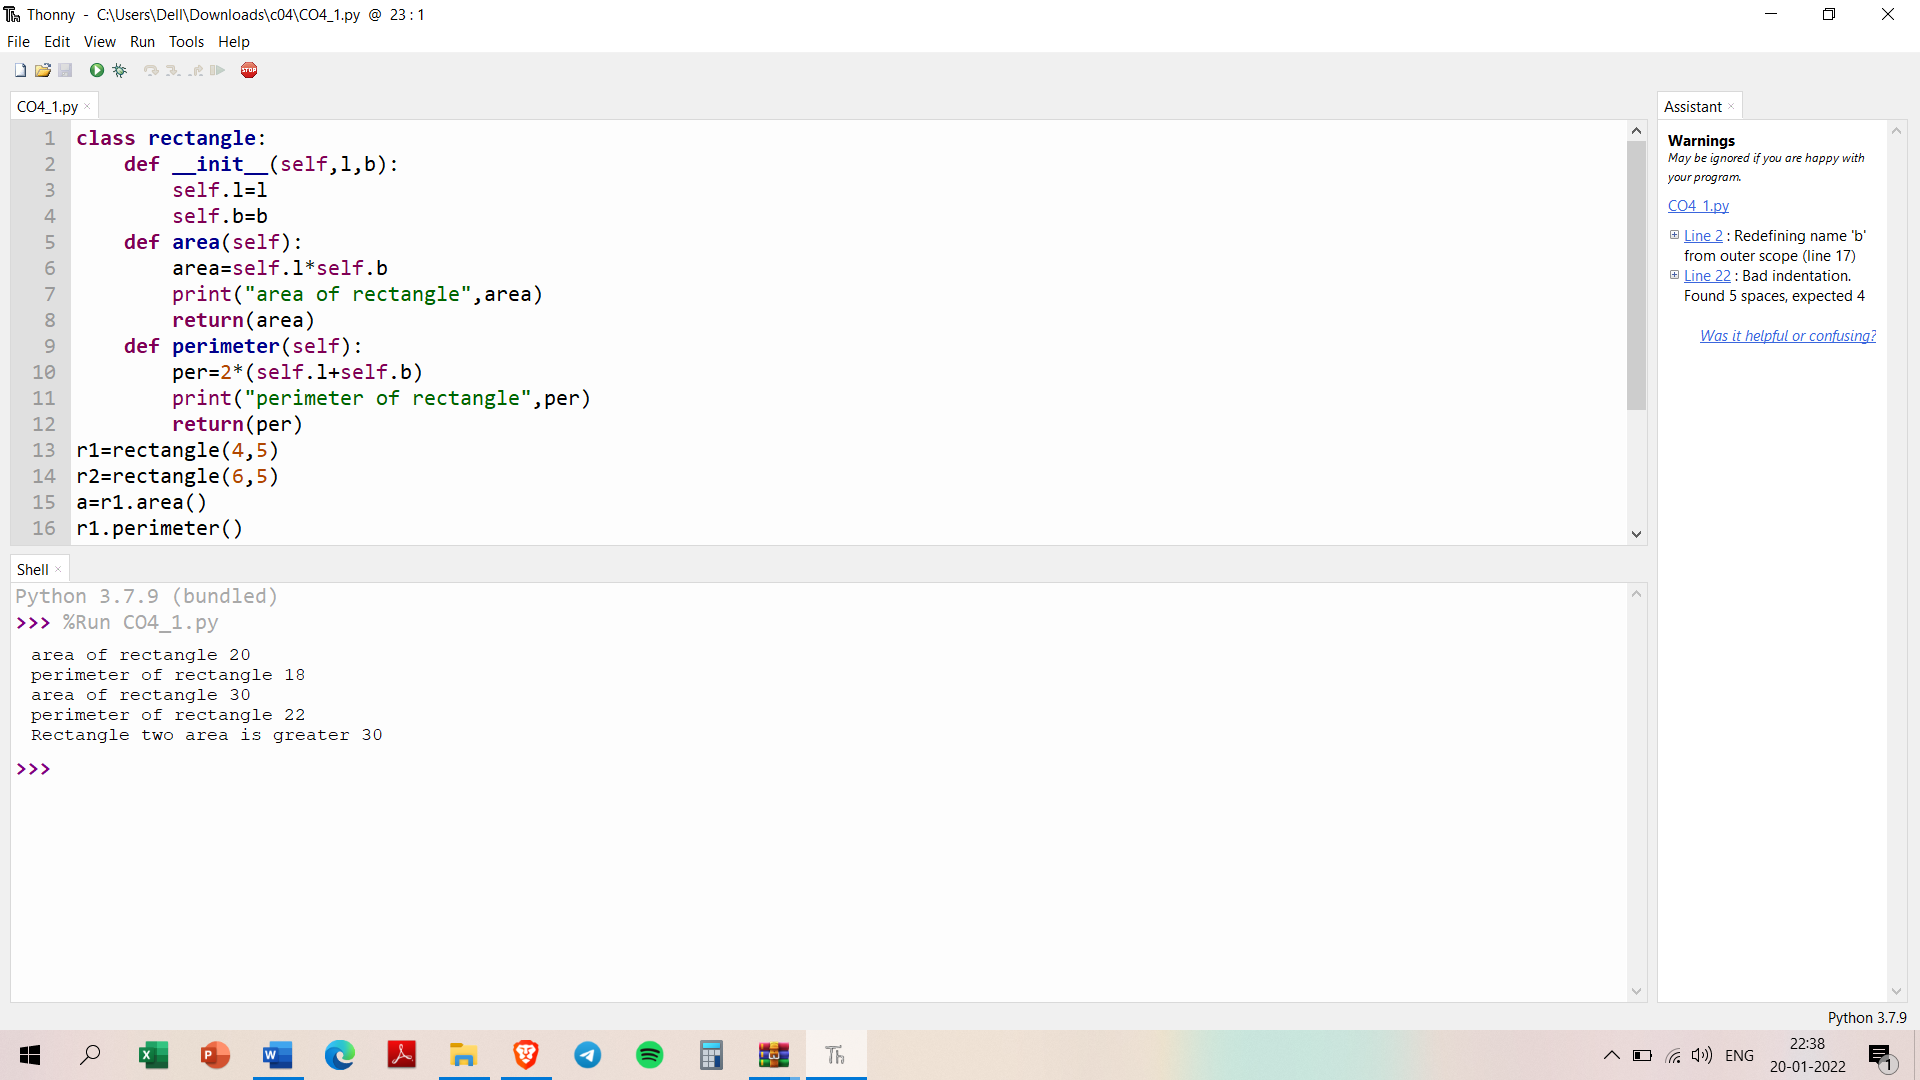 Thonny - C:\Users\Dell\Downloads\c04\CO4_1.py @ 23 : 1
File Edit View Run Tools Help
STOP
CO4_1.py ×
1 class rectangle:
2     def __init__(self,l,b):
3         self.l=l
4         self.b=b
5     def area(self):
6         area=self.l*self.b
7         print("area of rectangle",area)
8         return(area)
9     def perimeter(self):
10         per=2*(self.l+self.b)
11         print("perimeter of rectangle",per)
12         return(per)
13 r1=rectangle(4,5)
14 r2=rectangle(6,5)
15 a=r1.area()
16 r1.perimeter()
Shell ×
Python 3.7.9 (bundled)
>>> %Run CO4_1.py
area of rectangle 20
perimeter of rectangle 18
area of rectangle 30
perimeter of rectangle 22
Rectangle two area is greater 30
>>>
Assistant ×
Warnings
May be ignored if you are happy with
your program.
CO4_1.py
Line 2 : Redefining name 'b'
from outer scope (line 17)
Line 22 : Bad indentation.
Found 5 spaces, expected 4
Was it helpful or confusing?
Python 3.7.9
ENG
22:38
20-01-2022
1